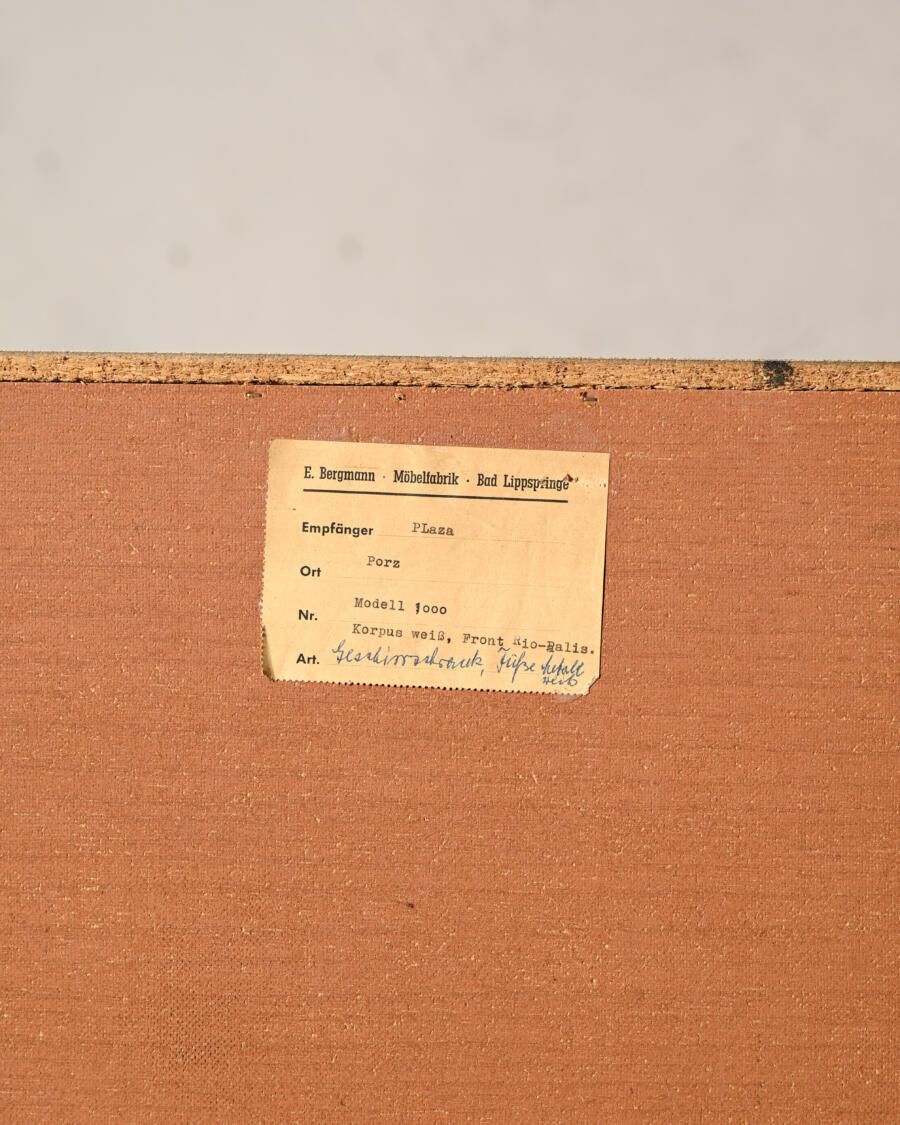 E. Bergmann · Möbelfabrik · Bad Lippspringe
Empfänger PLaza
Ort Porz
Nr. Modell 1000
Korpus weiß, Front Rio-Palis.
Art. Geschirrschrank, Füße Metall
weiß